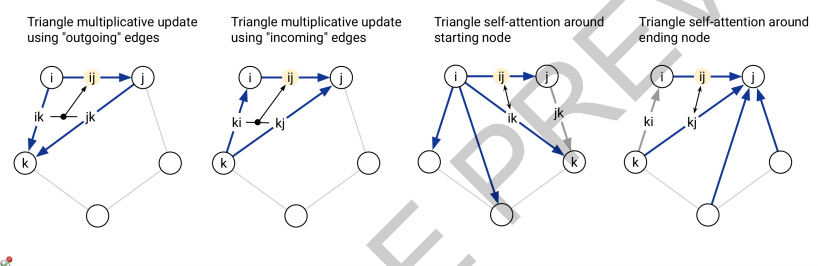 Triangle multiplicative update
using "outgoing" edges
Triangle multiplicative update
using "incoming" edges
Triangle self-attention around
starting node
Triangle self-attention around
ending node
i ij j
ik jk
k
i ij j
ki kj
k
i ij j
ik jk
k
i ij j
ki kj
k
E PREV